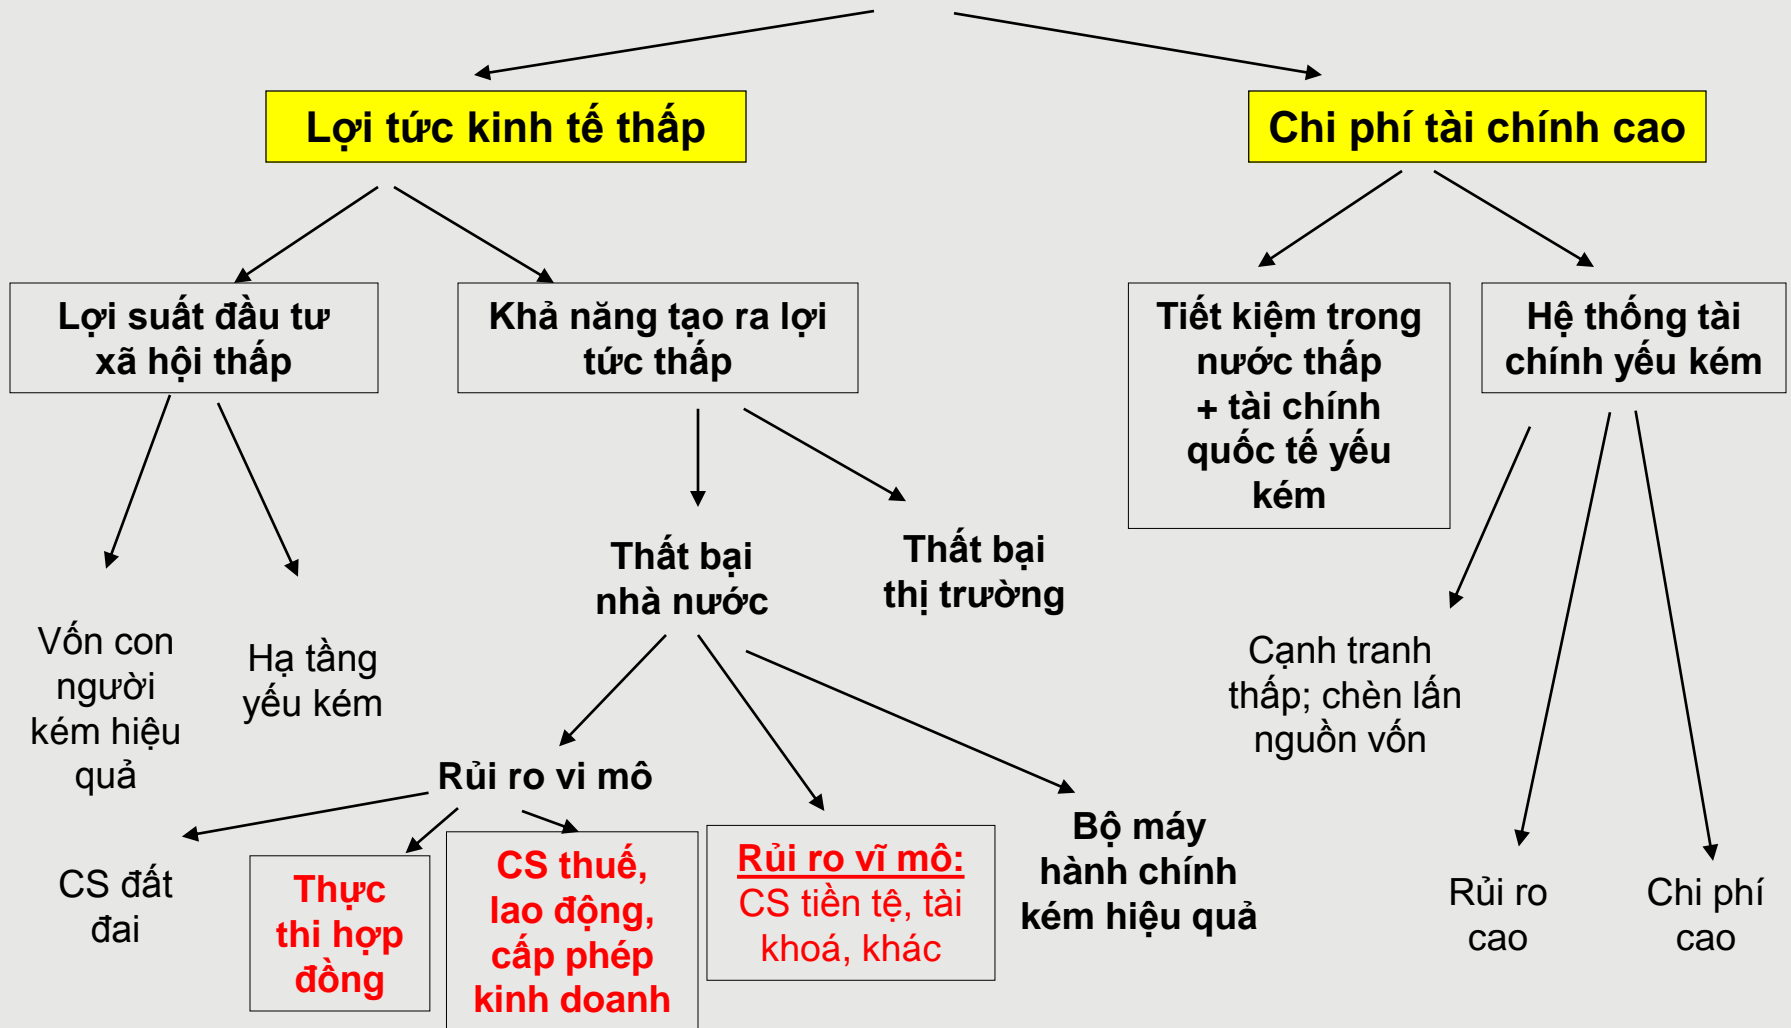 Lợi tức kinh tế thấp
Chi phí tài chính cao
Lợi suất đầu tư
xã hội thấp
Khả năng tạo ra lợi
tức thấp
Tiết kiệm trong
nước thấp
+ tài chính
quốc tế yếu
kém
Hệ thống tài
chính yếu kém
Thất bại
nhà nước
Thất bại
thị trường
Vốn con
người
kém hiệu
quả
Hạ tầng
yếu kém
Cạnh tranh
thấp; chèn lấn
nguồn vốn
Rủi ro vi mô
CS đất
đai
Thực
thi hợp
đồng
CS thuế,
lao động,
cấp phép
kinh doanh
Rủi ro vĩ mô:
CS tiền tệ, tài
khoá, khác
Bộ máy
hành chính
kém hiệu quả
Rủi ro
cao
Chi phí
cao